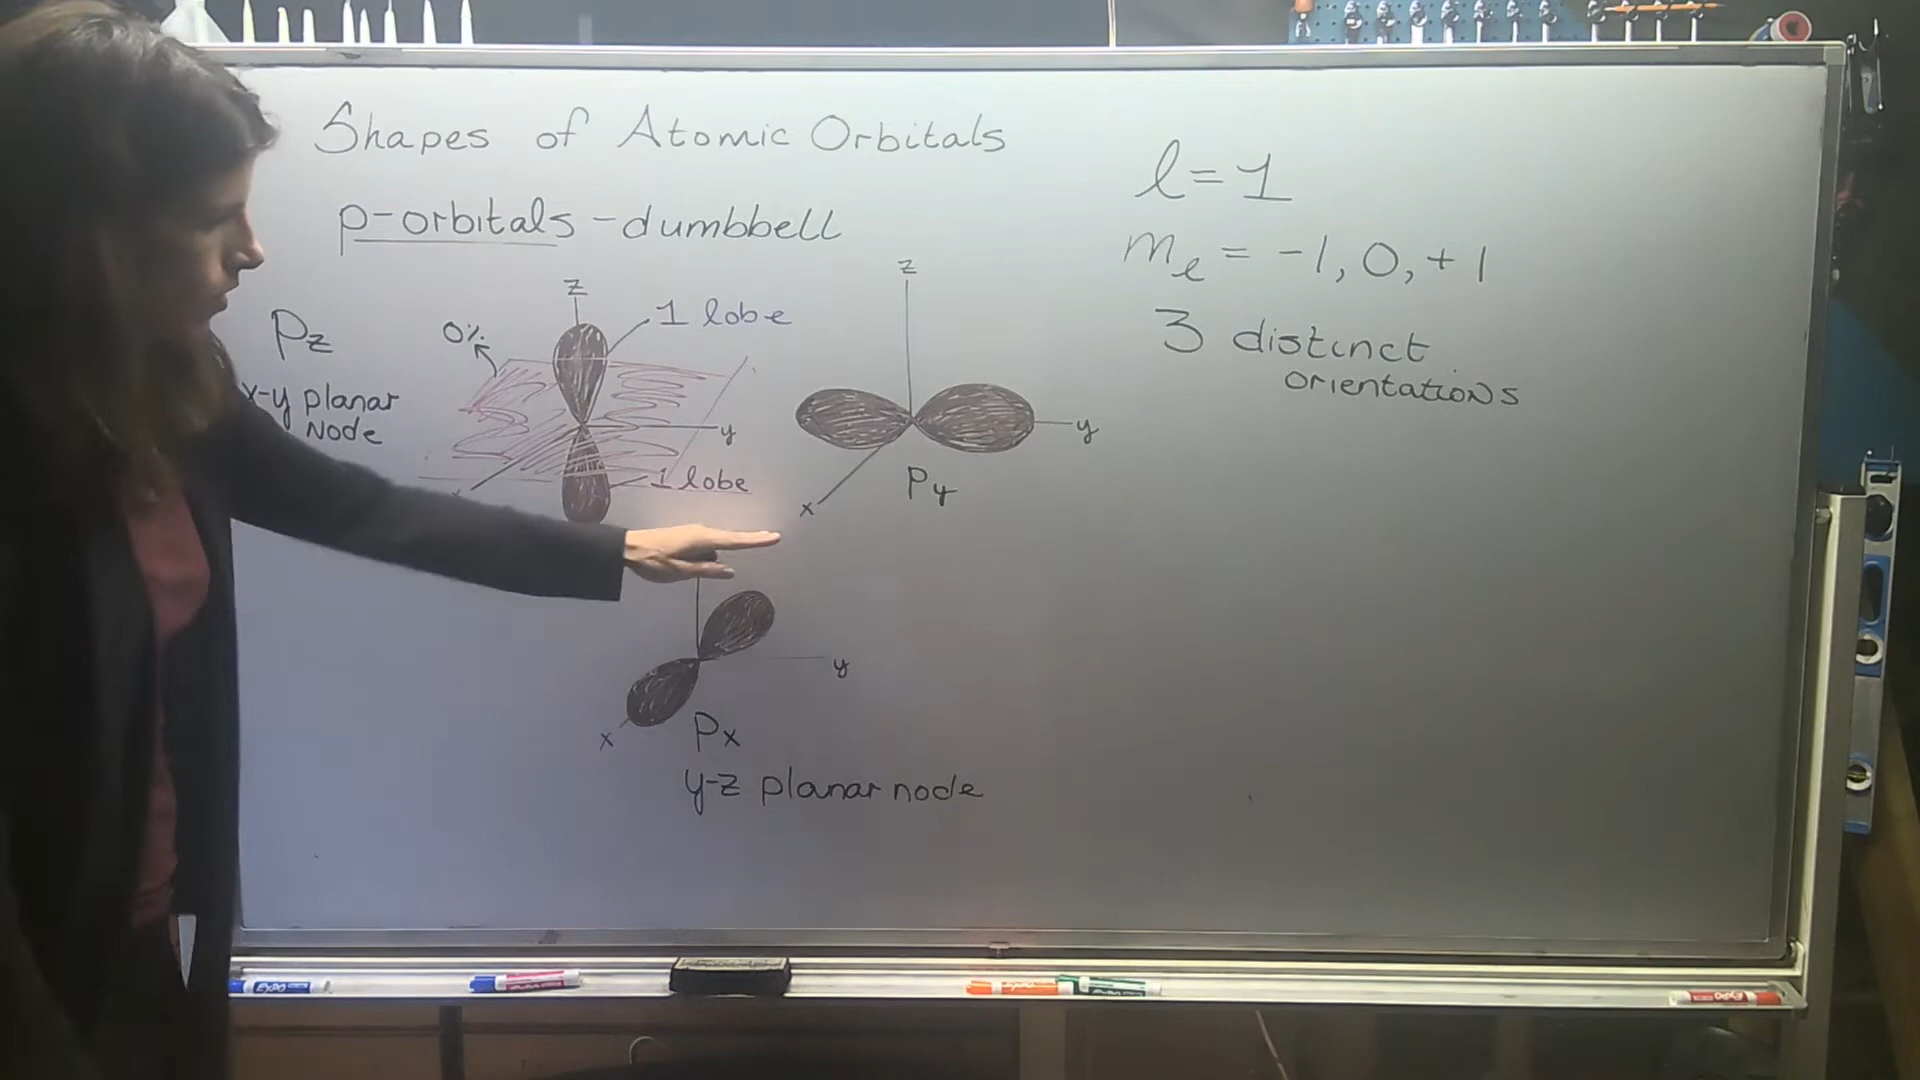 Shapes of Atomic Orbitals
p-orbitals - dumbbell
Pz
x-y planar
Node
0%
z
1 lobe
y
1 lobe
x
z
y
x
Py
y
x
Px
y-z planar node
l = 1
ml = -1, 0, +1
3 distinct
orientations
EXPO
EXPO